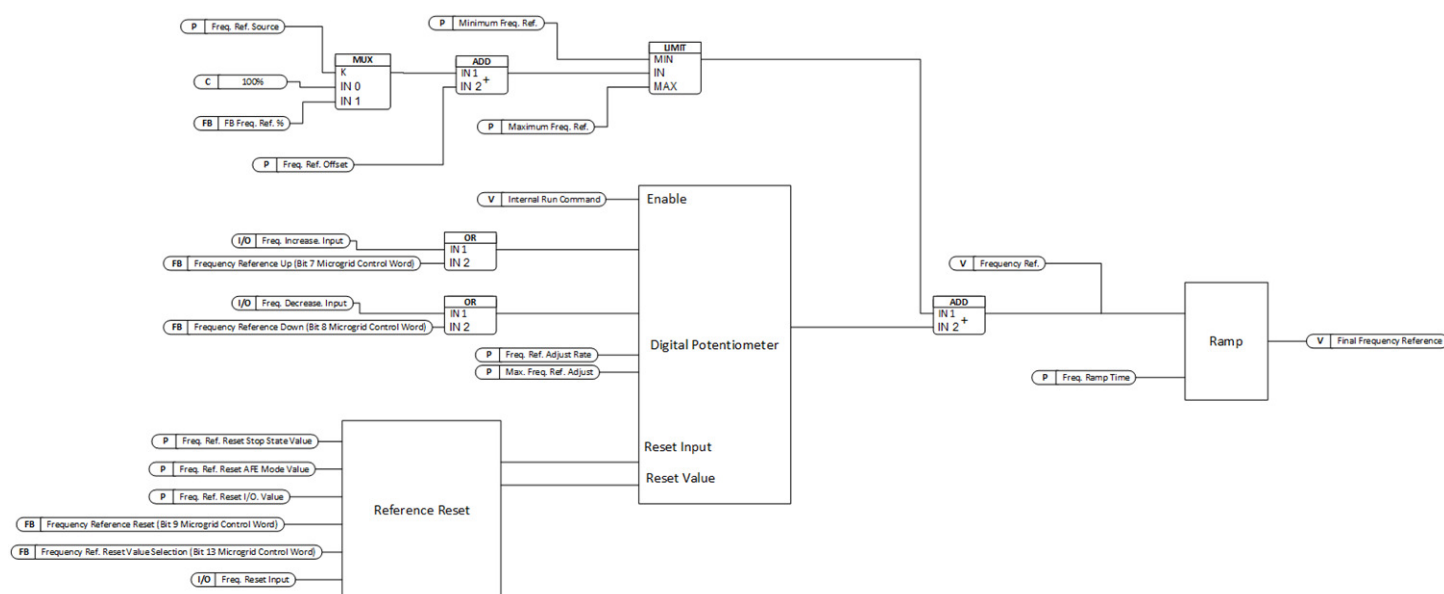 P Freq. Ref. Source
P Minimum Freq. Ref.
MUX
K
IN 0
IN 1
ADD
IN 1
IN 2 +
LIMIT
MIN
IN
MAX
C 100%
FB FB Freq. Ref. %
P Maximum Freq. Ref.
P Freq. Ref. Offset
V Internal Run Command
Enable
I/O Freq. Increase. Input
OR
IN 1
IN 2
FB Frequency Reference Up (Bit 7 Microgrid Control Word)
V Frequency Ref.
I/O Freq. Decrease. Input
OR
IN 1
IN 2
FB Frequency Reference Down (Bit 8 Microgrid Control Word)
ADD
IN 1
IN 2 +
Digital Potentiometer
Ramp
V Final Frequency Reference
P Freq. Ref. Adjust Rate
P Max. Freq. Ref. Adjust
P Freq. Ramp Time
Reset Input
Reset Value
P Freq. Ref. Reset Stop State Value
P Freq. Ref. Reset AFE Mode Value
P Freq. Ref. Reset I/O. Value
Reference Reset
FB Frequency Reference Reset (Bit 9 Microgrid Control Word)
FB Frequency Ref. Reset Value Selection (Bit 13 Microgrid Control Word)
I/O Freq. Reset Input